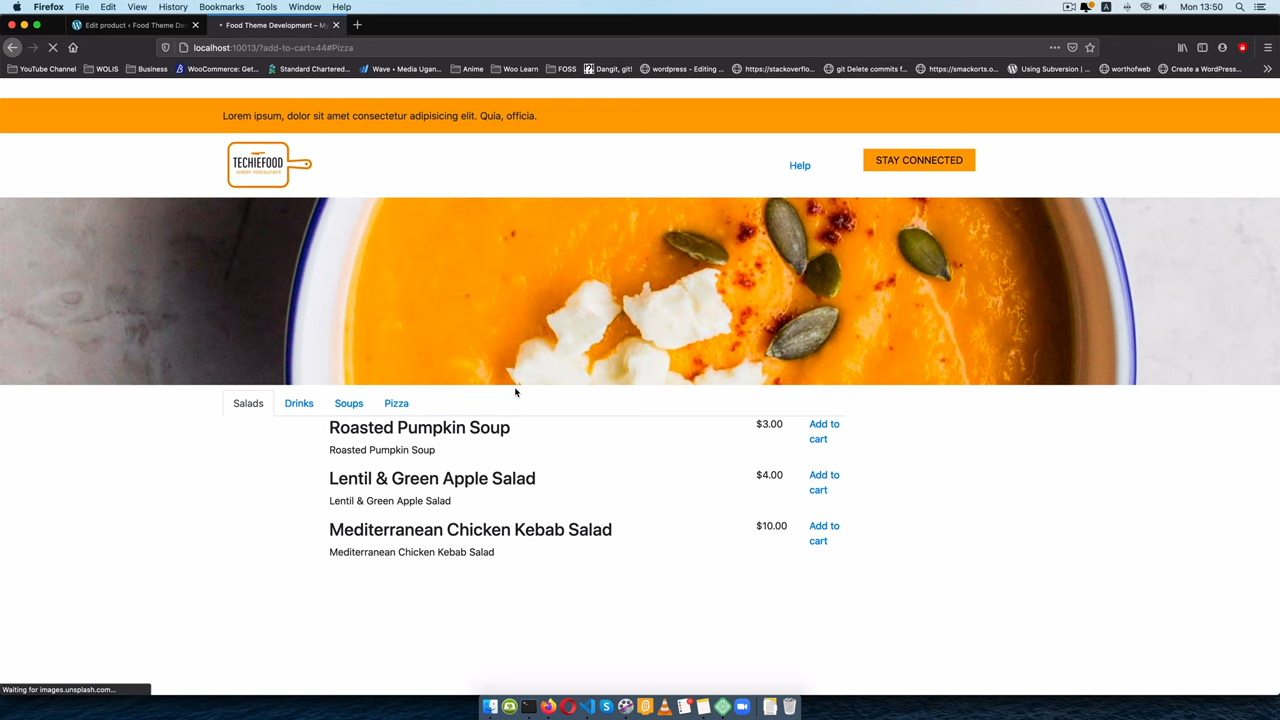 Firefox File Edit View History Bookmarks Tools Window Help
A Mon 13:50
Edit product ‹ Food Theme De
Food Theme Development – My
localhost:10013/?add-to-cart=44#Pizza
YouTube Channel WOLIS Business WooCommerce: Get... Standard Chartered... Wave • Media Ugan... Anime Woo Learn FOSS Dangit, git! wordpress - Editing ... https://stackoverflo... git Delete commits f... https://smackorts.o... Using Subversion | ... worthofweb Create a WordPress...
Lorem ipsum, dolor sit amet consectetur adipisicing elit. Quia, officia.
TECHIEFOOD
waiter restaurant
Help
STAY CONNECTED
Salads Drinks Soups Pizza
Roasted Pumpkin Soup $3.00 Add to
cart
Roasted Pumpkin Soup
Lentil & Green Apple Salad $4.00 Add to
cart
Lentil & Green Apple Salad
Mediterranean Chicken Kebab Salad $10.00 Add to
cart
Mediterranean Chicken Kebab Salad
Waiting for images.unsplash.com...